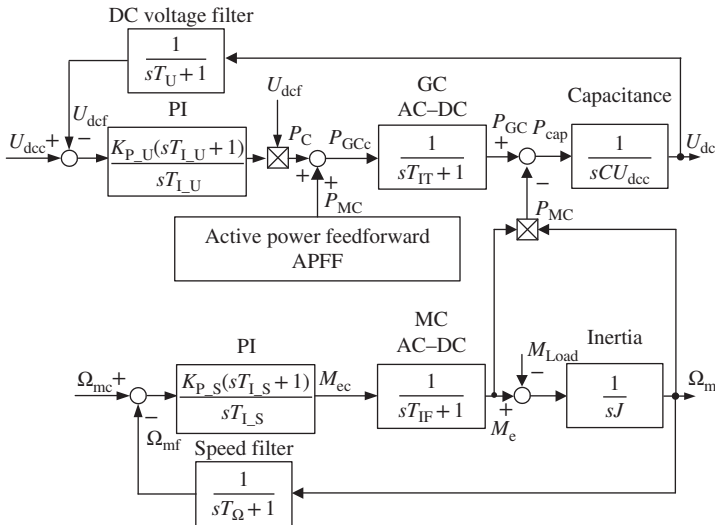 DC voltage filter
1
sT_U + 1
U_dcf
U_dcf
GC
AC–DC
Capacitance
PI
U_dcc +
−
K_P_U(sT_I_U + 1)
sT_I_U
P_C
+
+
P_GCc
1
sT_IT + 1
P_GC
+
−
P_cap
1
sCU_dcc
U_dc
P_MC
P_MC
Active power feedforward
APFF
MC
AC–DC
Inertia
PI
M_Load
−
Ω_mc +
−
K_P_S(sT_I_S + 1)
sT_I_S
M_ec
1
sT_IF + 1
+
M_e
1
sJ
Ω_m
Ω_mf
Speed filter
1
sT_Ω + 1